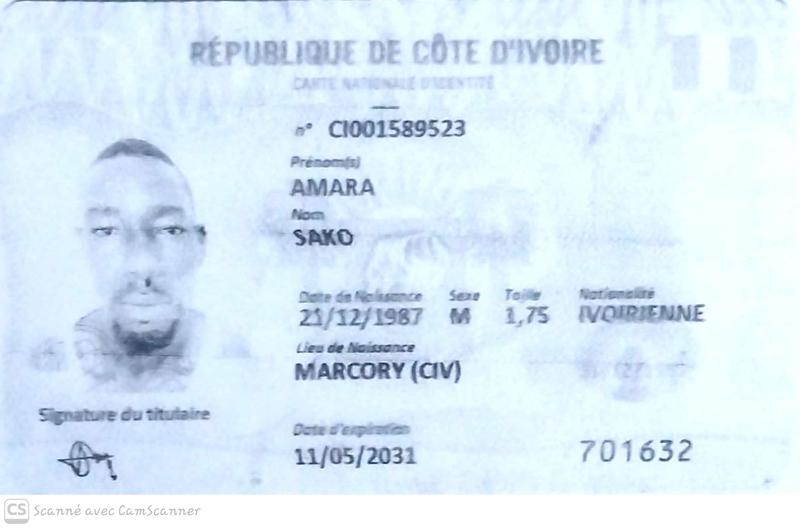 RÉPUBLIQUE DE CÔTE D'IVOIRE
CARTE NATIONALE D'IDENTITÉ
n° CI001589523
Prénom(s)
AMARA
Nom
SAKO
Date de Naissance Sexe Taille Nationalité
21/12/1987 M 1,75 IVOIRIENNE
Lieu de Naissance
MARCORY (CIV)
Signature du titulaire
Date d'expiration
11/05/2031 701632
CS Scanné avec CamScanner